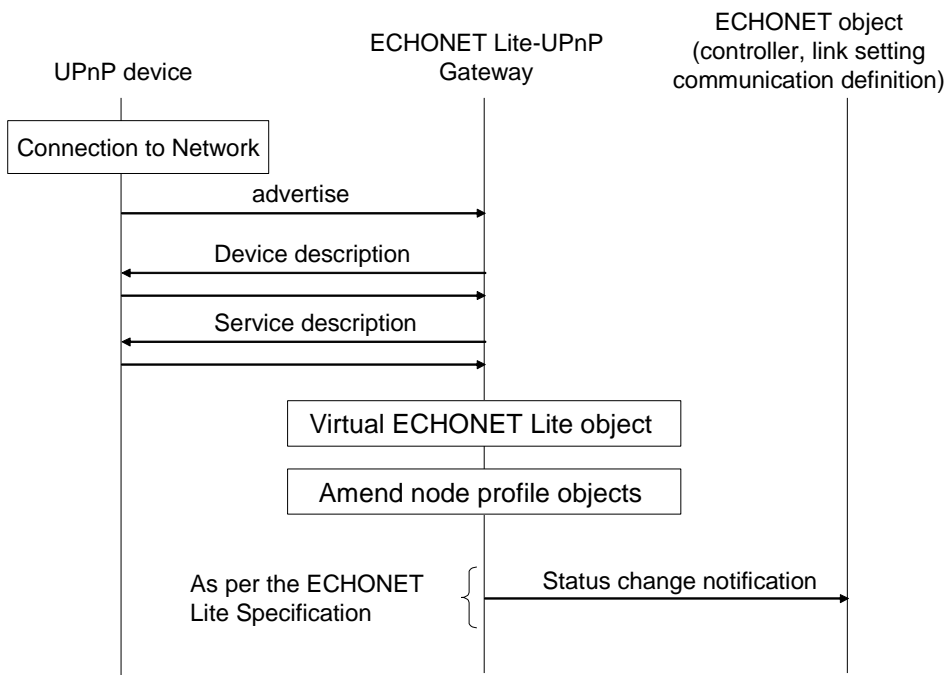 UPnP device
ECHONET Lite-UPnP
Gateway
ECHONET object
(controller, link setting
communication definition)
Connection to Network
advertise
Device description
Service description
Virtual ECHONET Lite object
Amend node profile objects
As per the ECHONET
Lite Specification
Status change notification